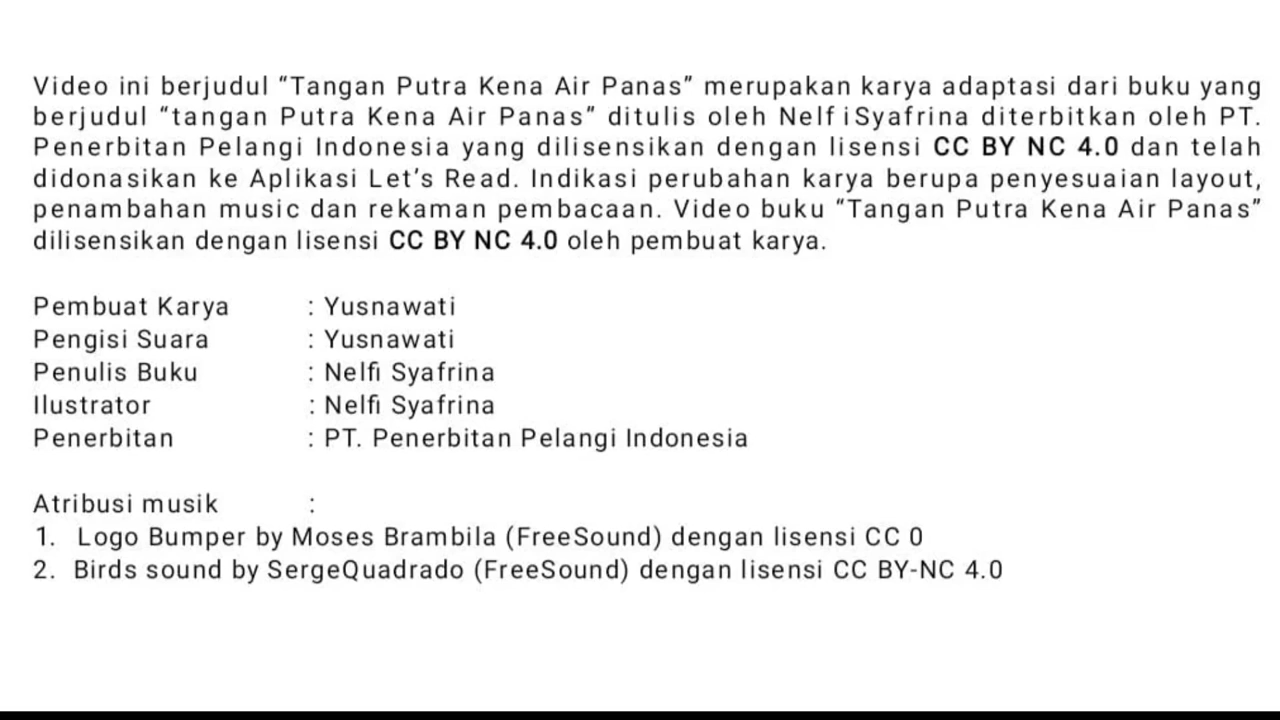 Video ini berjudul “Tangan Putra Kena Air Panas” merupakan karya adaptasi dari buku yang
berjudul “tangan Putra Kena Air Panas” ditulis oleh Nelf iSyafrina diterbitkan oleh PT.
Penerbitan Pelangi Indonesia yang dilisensikan dengan lisensi CC BY NC 4.0 dan telah
didonasikan ke Aplikasi Let’s Read. Indikasi perubahan karya berupa penyesuaian layout,
penambahan music dan rekaman pembacaan. Video buku “Tangan Putra Kena Air Panas”
dilisensikan dengan lisensi CC BY NC 4.0 oleh pembuat karya.
Pembuat Karya : Yusnawati
Pengisi Suara : Yusnawati
Penulis Buku : Nelfi Syafrina
Ilustrator : Nelfi Syafrina
Penerbitan : PT. Penerbitan Pelangi Indonesia
Atribusi musik :
1. Logo Bumper by Moses Brambila (FreeSound) dengan lisensi CC 0
2. Birds sound by SergeQuadrado (FreeSound) dengan lisensi CC BY-NC 4.0